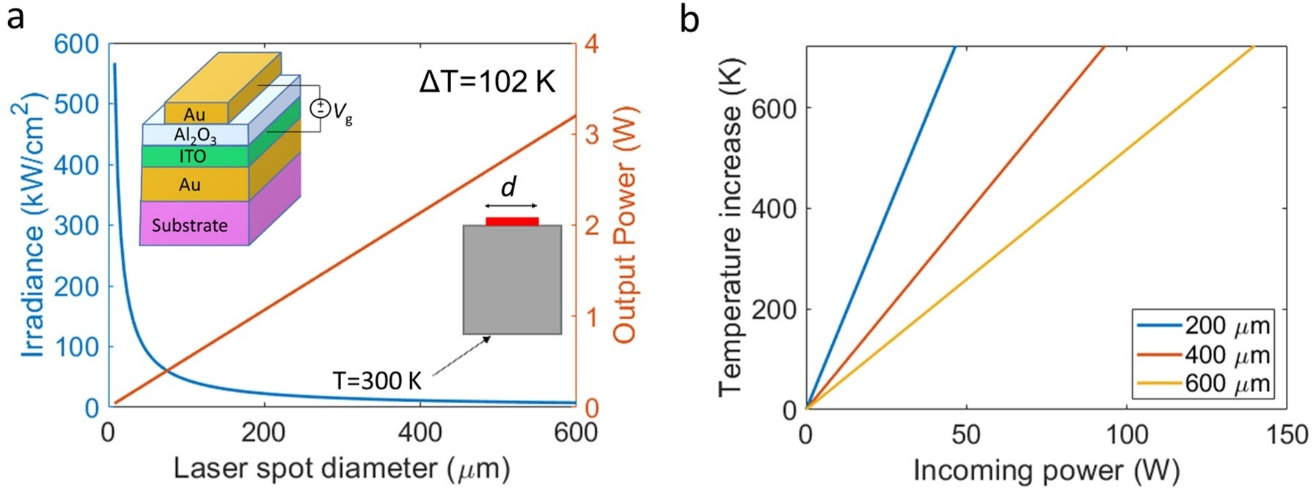 a
600
500
400
300
200
100
0
Irradiance (kW/cm²)
0
200
400
600
Laser spot diameter (μm)
4
3
2
1
0
Output Power (W)
ΔT=102 K
Au
Al₂O₃
ITO
Au
Substrate
+
−
Vg
d
T=300 K
b
600
400
200
0
Temperature increase (K)
0
50
100
150
Incoming power (W)
200 μm
400 μm
600 μm